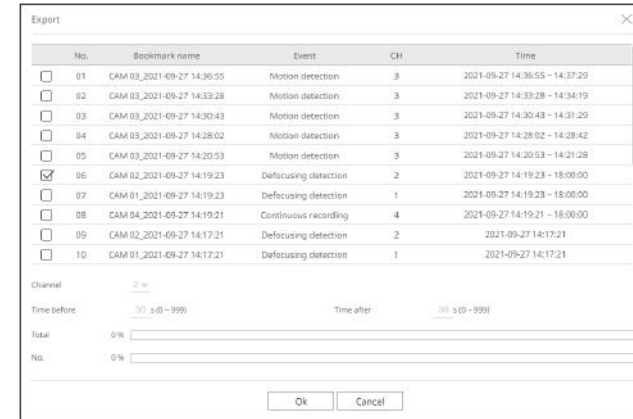 Export
No. Bookmark name Event CH Time
01 CAM 03_2021-09-27 14:36:55 Motion detection 3 2021-09-27 14:36:55 ~ 14:37:29
02 CAM 03_2021-09-27 14:33:28 Motion detection 3 2021-09-27 14:33:28 ~ 14:34:19
03 CAM 03_2021-09-27 14:30:43 Motion detection 3 2021-09-27 14:30:43 ~ 14:31:29
04 CAM 03_2021-09-27 14:28:02 Motion detection 3 2021-09-27 14:28:02 ~ 14:28:42
05 CAM 03_2021-09-27 14:20:53 Motion detection 3 2021-09-27 14:20:53 ~ 14:21:28
06 CAM 02_2021-09-27 14:19:23 Defocusing detection 2 2021-09-27 14:19:23 ~ 18:00:00
07 CAM 01_2021-09-27 14:19:23 Defocusing detection 1 2021-09-27 14:19:23 ~ 18:00:00
08 CAM 04_2021-09-27 14:19:21 Continuous recording 4 2021-09-27 14:19:21 ~ 18:00:00
09 CAM 02_2021-09-27 14:17:21 Defocusing detection 2 2021-09-27 14:17:21
10 CAM 01_2021-09-27 14:17:21 Defocusing detection 1 2021-09-27 14:17:21
Channel 2
Time before 30 s (0 ~ 999) Time after 30 s (0 ~ 999)
Total 0 %
No. 0 %
Ok Cancel